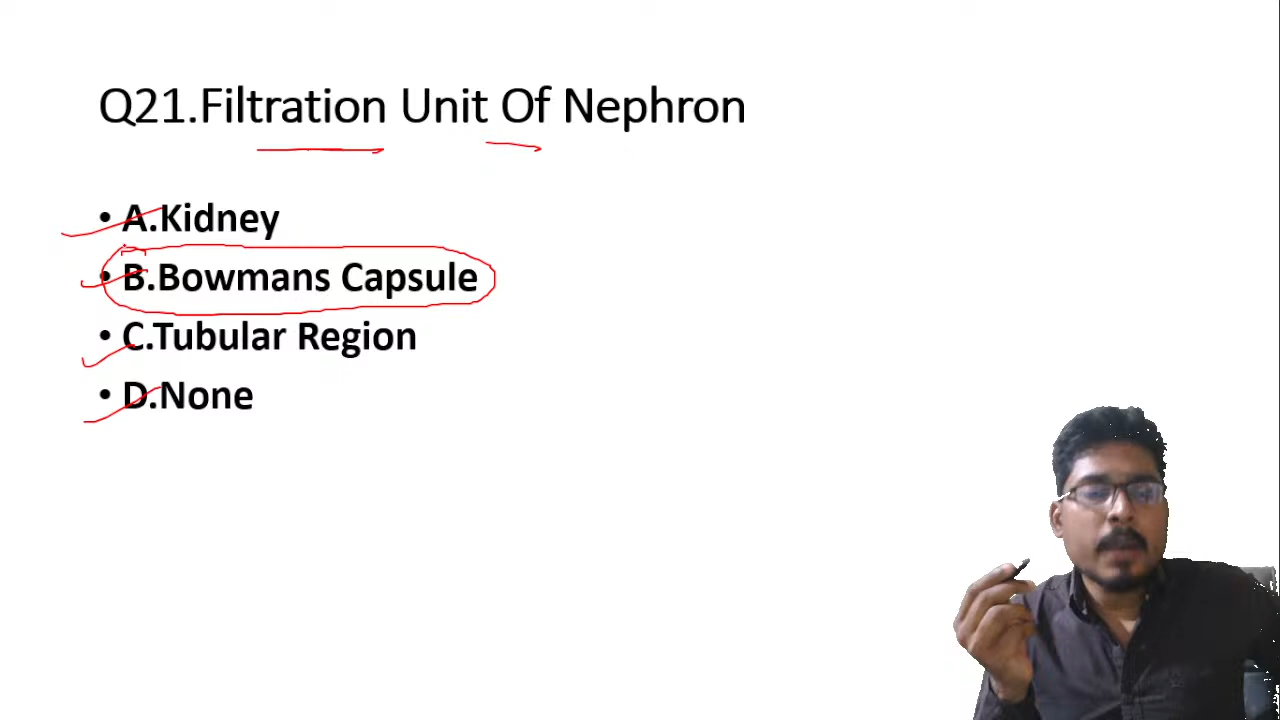 Q21.Filtration Unit Of Nephron
• A.Kidney
• B.Bowmans Capsule
• C.Tubular Region
• D.None